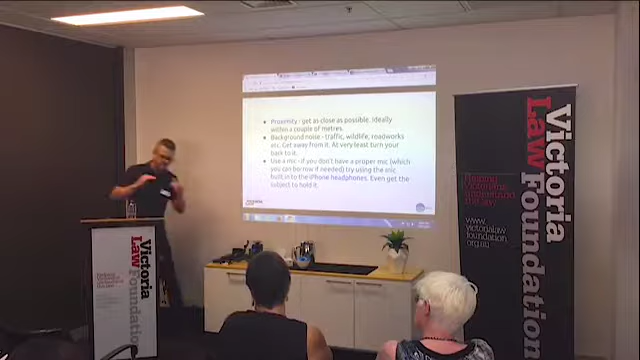 Proximity - get as close as possible. Ideally
within a couple of metres.
Background noise - traffic, wildlife, roadworks
etc. Get away from it. At very least turn your
back to it.
Use a mic - if you don't have a proper mic (which
you can borrow if needed) try using the mic
built in to the iPhone headphones. Even get the
subject to hold it.
Victoria
Law Foundation
Victoria
Law Foundation
www.
victorialaw
foundation
.org.au